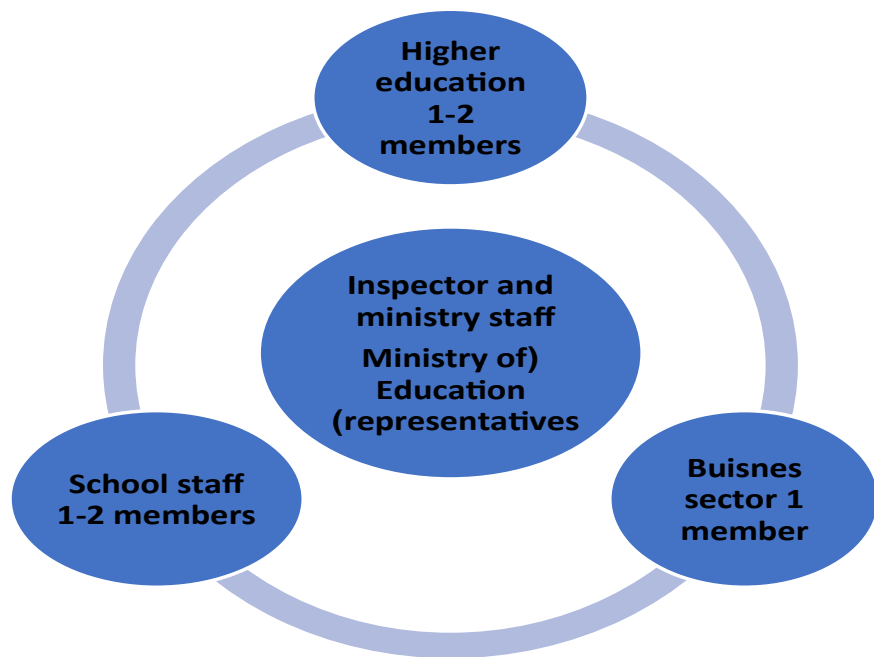 Higher
education
1-2
members
Inspector and
ministry staff
Ministry of)
Education
(representatives
School staff
1-2 members
Buisnes
sector 1
member